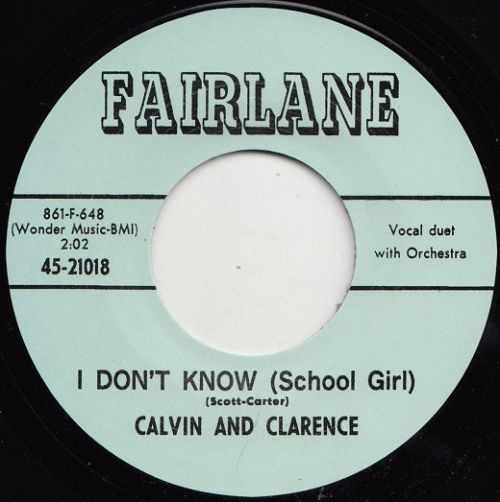 FAIRLANE
861-F-648
(Wonder Music-BMI)
2:02
45-21018
Vocal duet
with Orchestra
I DON'T KNOW (School Girl)
(Scott-Carter)
CALVIN AND CLARENCE